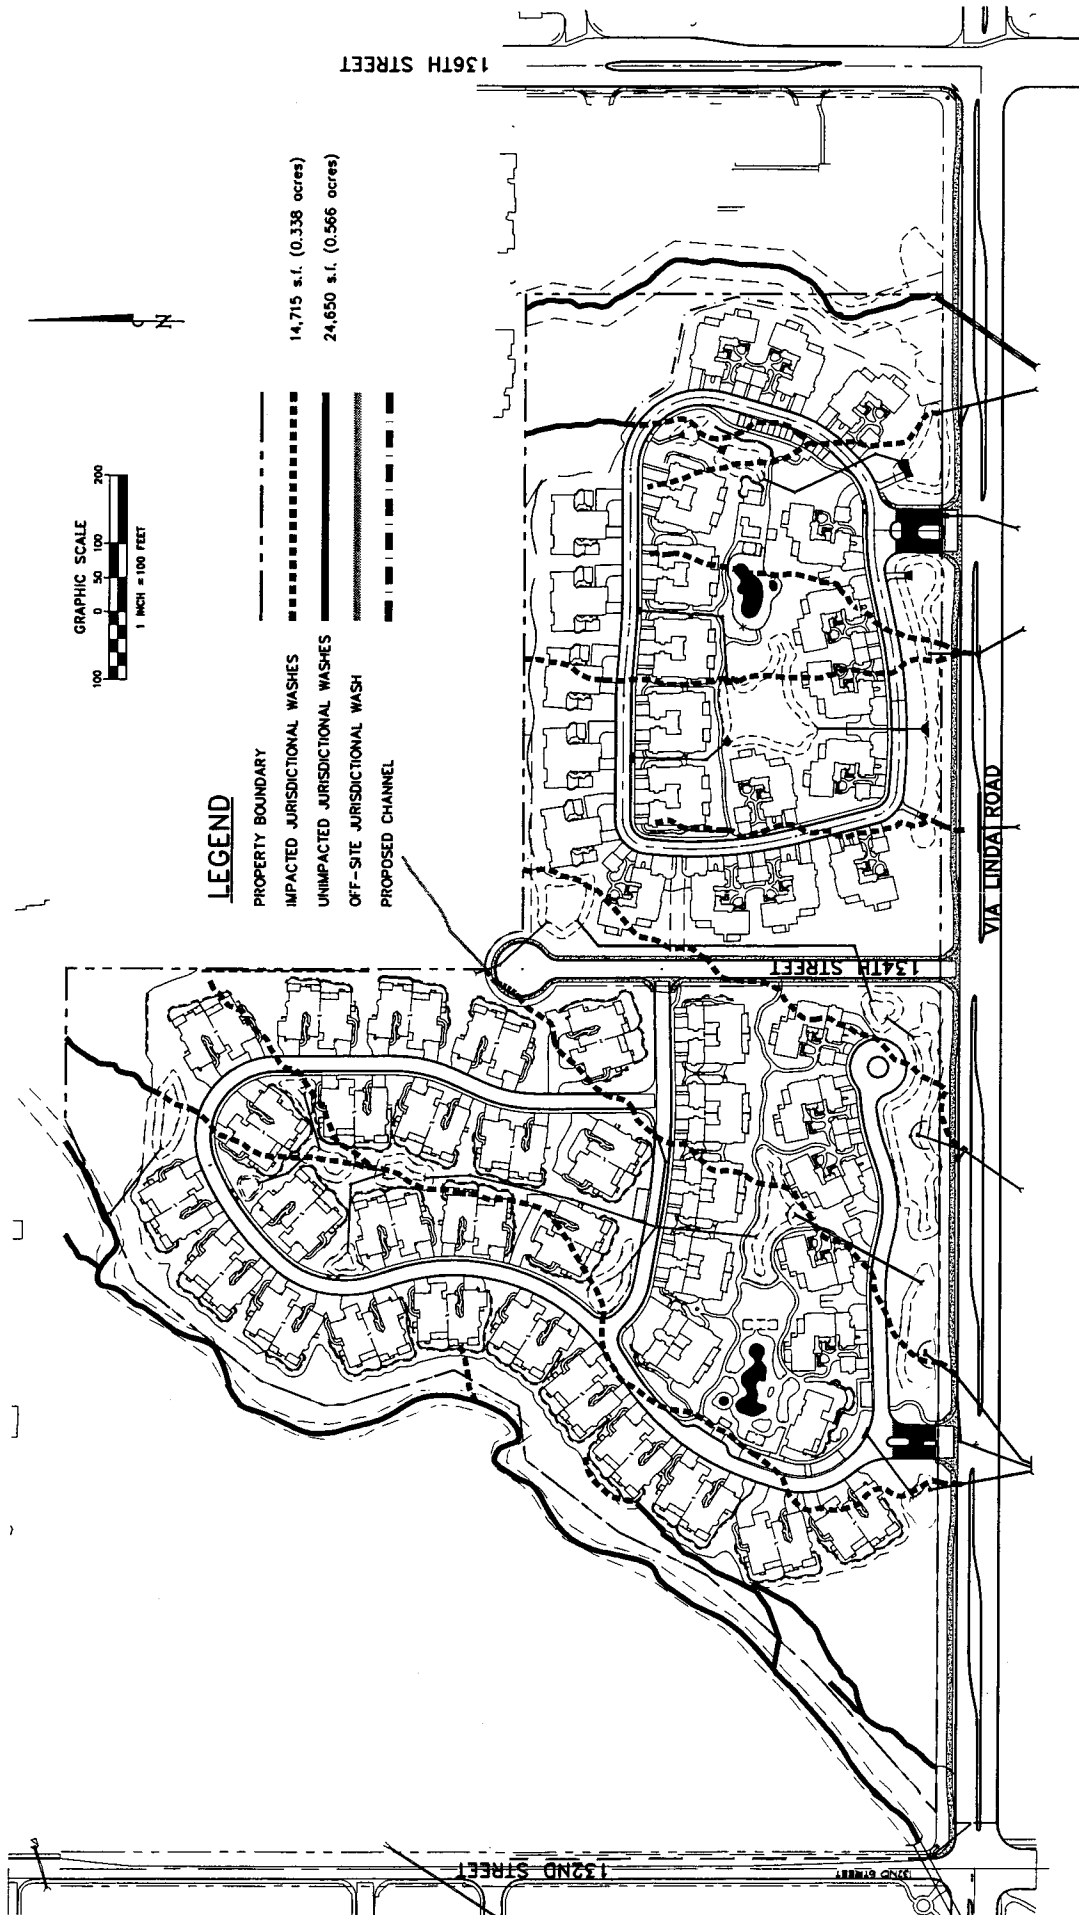 136TH STREET
GRAPHIC SCALE
100 0 50 100 200
1 INCH = 100 FEET
N
LEGEND
PROPERTY BOUNDARY
IMPACTED JURISDICTIONAL WASHES 14,715 s.f. (0.338 acres)
UNIMPACTED JURISDICTIONAL WASHES 24,650 s.f. (0.566 acres)
OFF-SITE JURISDICTIONAL WASH
PROPOSED CHANNEL
134TH STREET
VIA LINDA ROAD
132ND STREET
132ND STREET